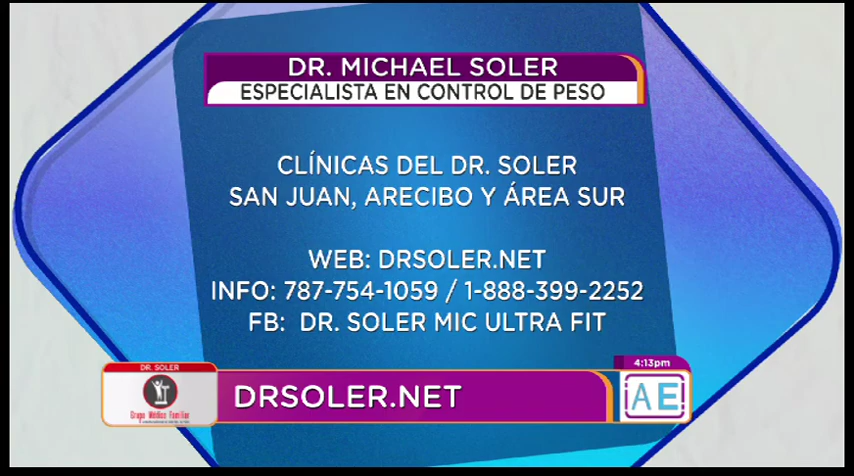 DR. MICHAEL SOLER
ESPECIALISTA EN CONTROL DE PESO
CLÍNICAS DEL DR. SOLER
SAN JUAN, ARECIBO Y ÁREA SUR
WEB: DRSOLER.NET
INFO: 787-754-1059 / 1-888-399-2252
FB: DR. SOLER MIC ULTRA FIT
4:13pm
DR. SOLER
Grupo Médico Familiar
DRSOLER.NET
AE